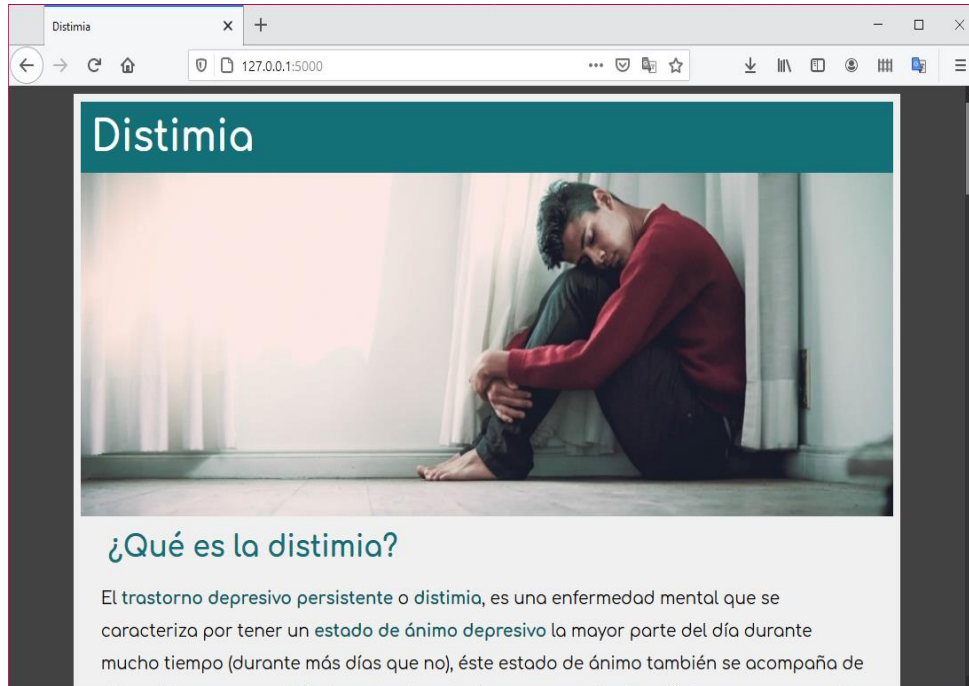 Distimia
127.0.0.1:5000
Distimia
¿Qué es la distimia?
El trastorno depresivo persistente o distimia, es una enfermedad mental que se
caracteriza por tener un estado de ánimo depresivo la mayor parte del día durante
mucho tiempo (durante más días que no), éste estado de ánimo también se acompaña de